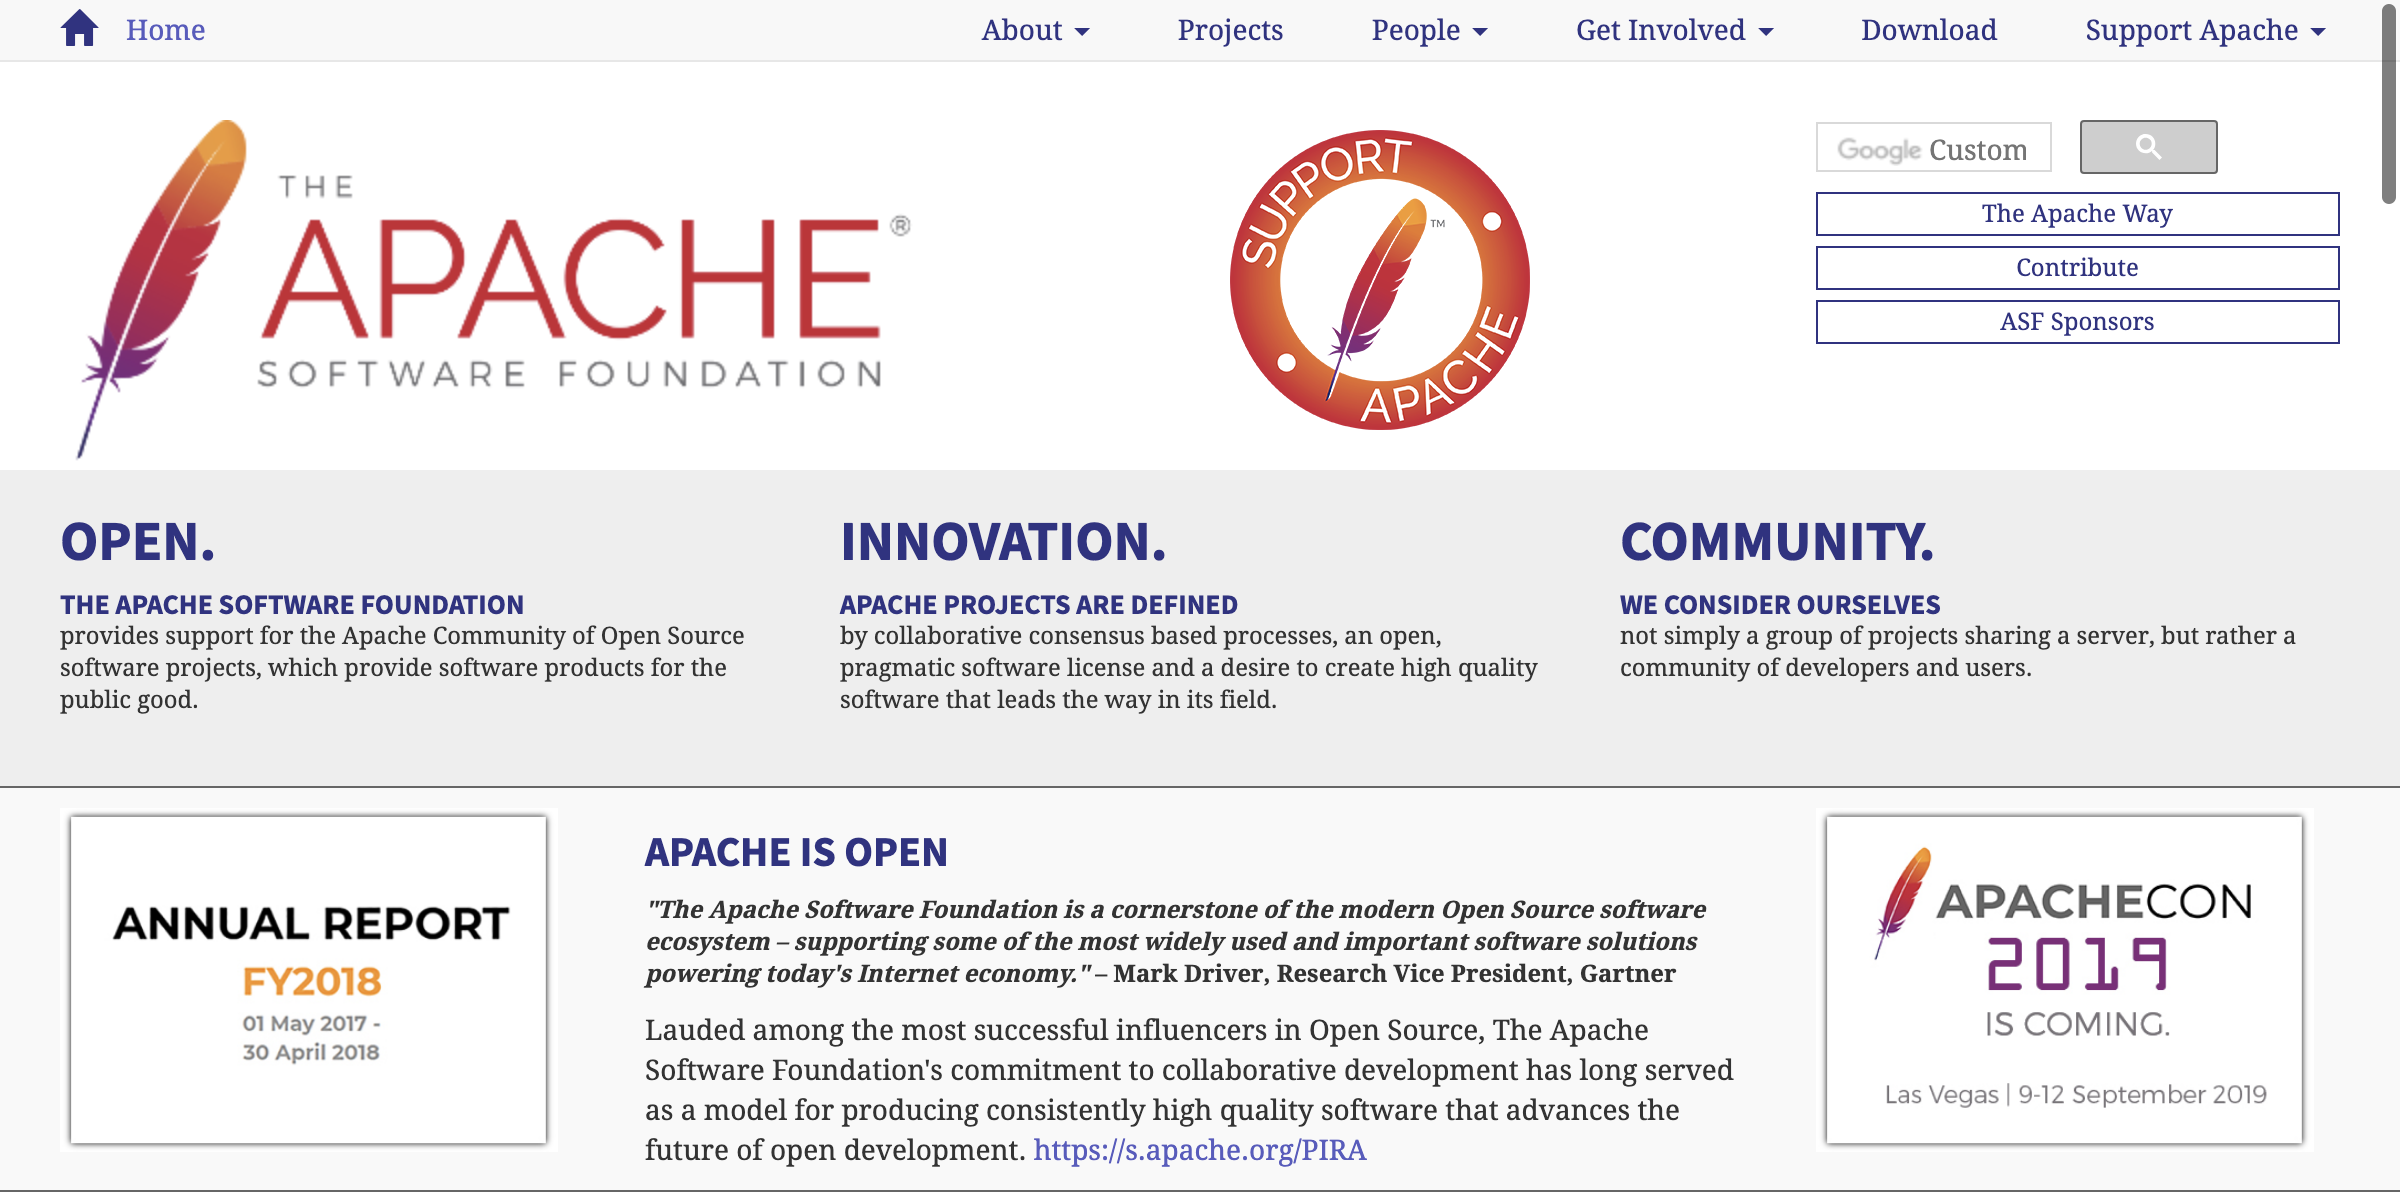 Home
About
Projects
People
Get Involved
Download
Support Apache
THE
APACHE®
SOFTWARE FOUNDATION
SUPPORT
APACHE
TM
Google Custom
The Apache Way
Contribute
ASF Sponsors
OPEN.
THE APACHE SOFTWARE FOUNDATION
provides support for the Apache Community of Open Source
software projects, which provide software products for the
public good.
INNOVATION.
APACHE PROJECTS ARE DEFINED
by collaborative consensus based processes, an open,
pragmatic software license and a desire to create high quality
software that leads the way in its field.
COMMUNITY.
WE CONSIDER OURSELVES
not simply a group of projects sharing a server, but rather a
community of developers and users.
ANNUAL REPORT
FY2018
01 May 2017 -
30 April 2018
APACHE IS OPEN
"The Apache Software Foundation is a cornerstone of the modern Open Source software
ecosystem – supporting some of the most widely used and important software solutions
powering today's Internet economy." – Mark Driver, Research Vice President, Gartner
Lauded among the most successful influencers in Open Source, The Apache
Software Foundation's commitment to collaborative development has long served
as a model for producing consistently high quality software that advances the
future of open development. https://s.apache.org/PIRA
APACHECON
2019
IS COMING.
Las Vegas | 9-12 September 2019